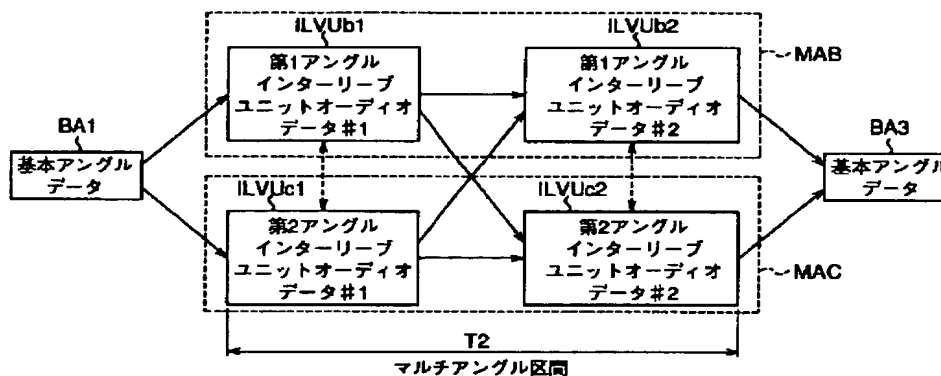 ILVUb1
ILVUb2
第1アングル
インターリーブ
ユニットオーディオ
データ#1
第1アングル
インターリーブ
ユニットオーディオ
データ#2
MAB
BA1
基本アングル
データ
BA3
基本アングル
データ
ILVUc1
ILVUc2
第2アングル
インターリーブ
ユニットオーディオ
データ#1
第2アングル
インターリーブ
ユニットオーディオ
データ#2
MAC
T2
マルチアングル区間